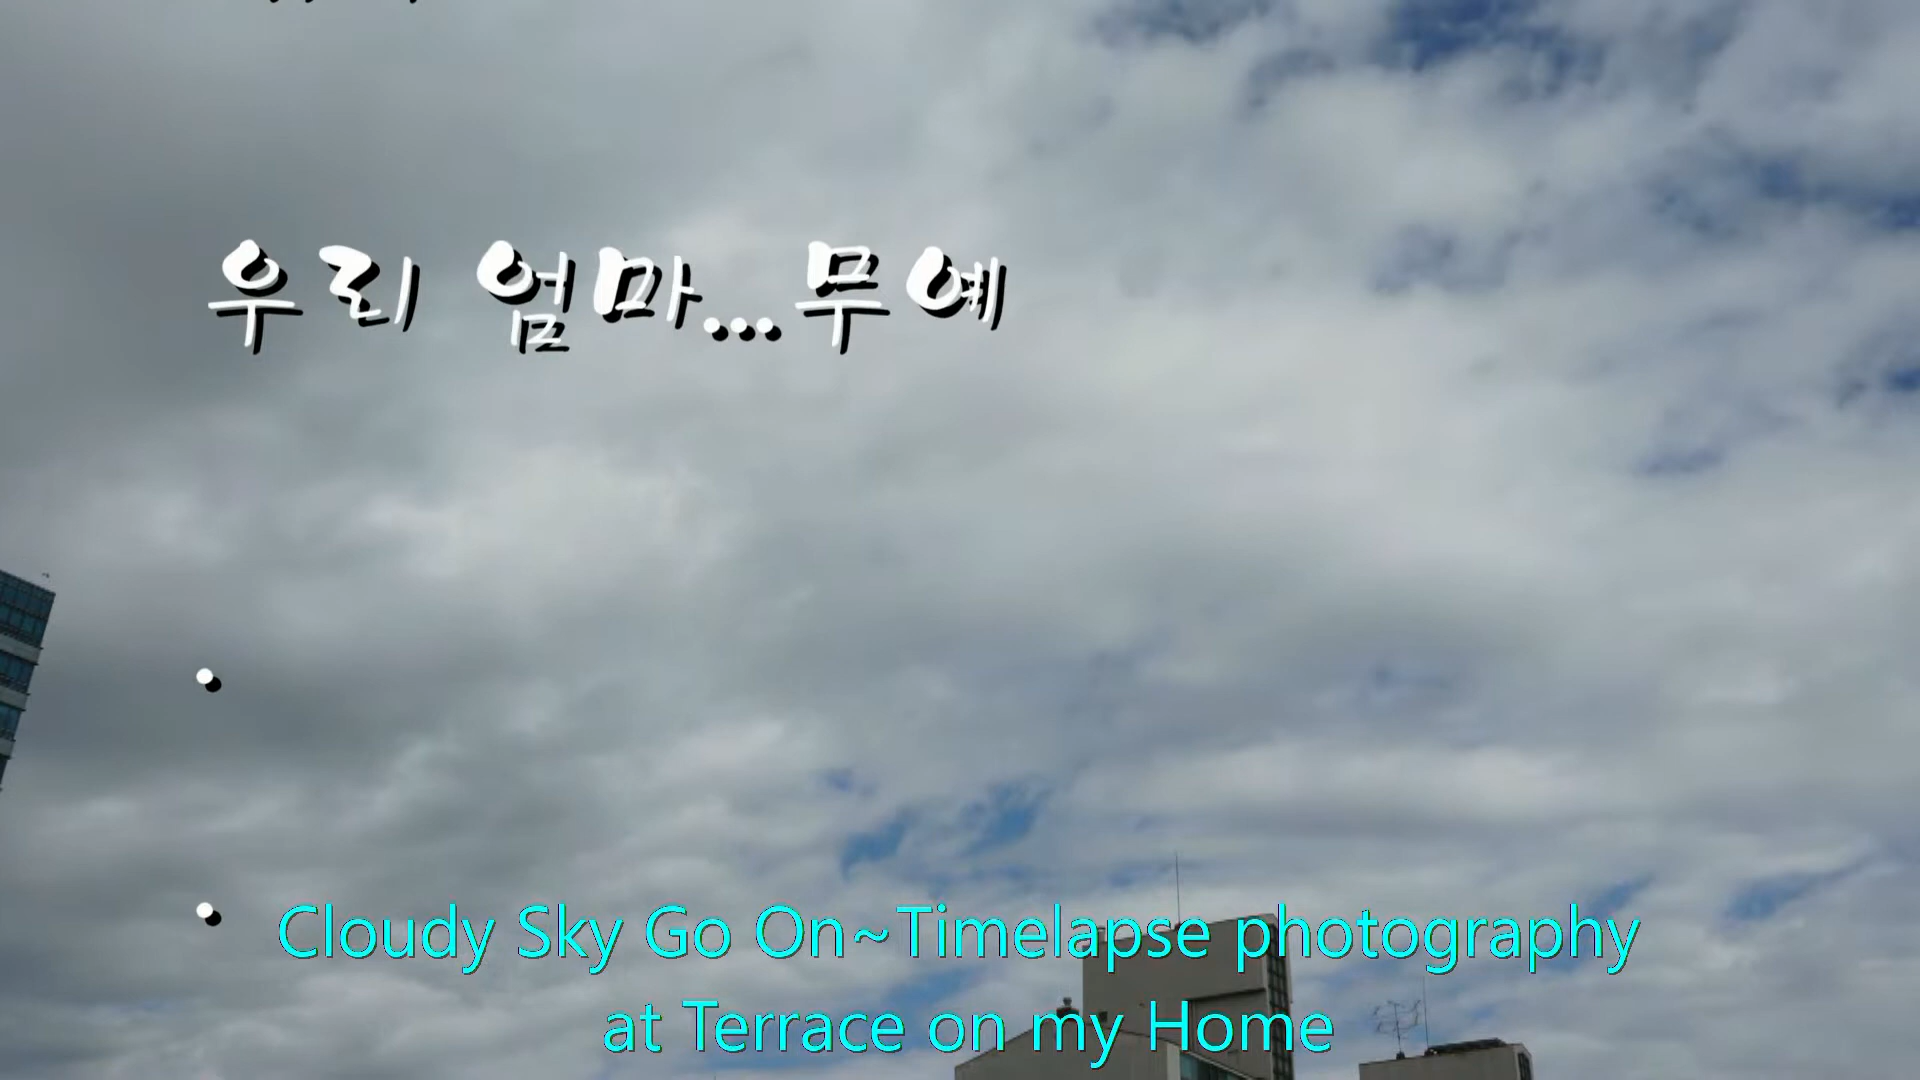 우리 엄마...무예
.
.
Cloudy Sky Go On~Timelapse photography
at Terrace on my Home